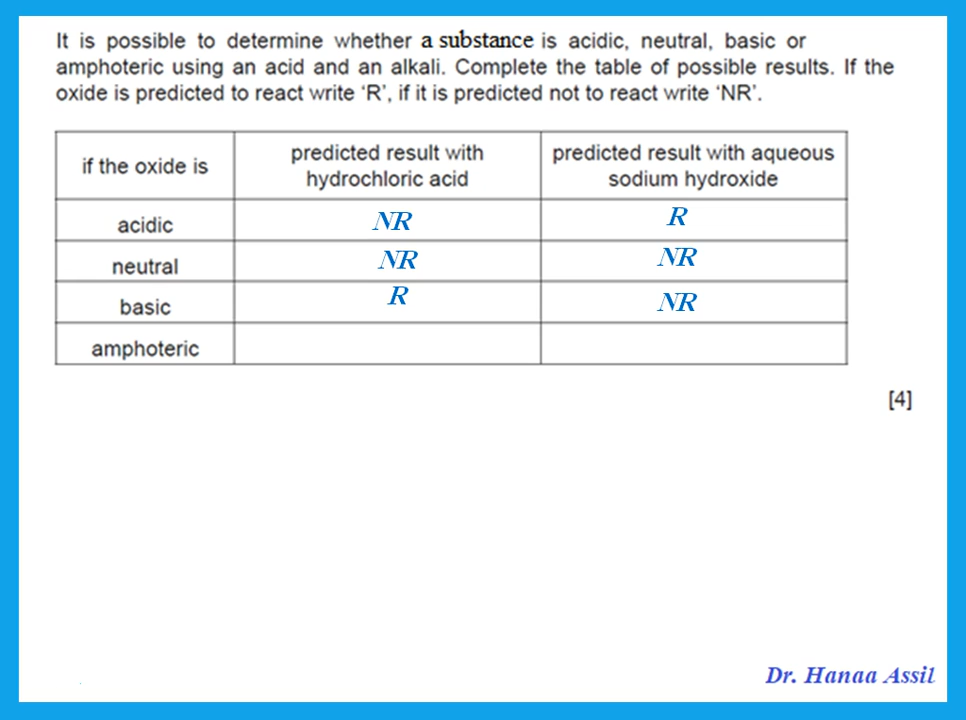 It is possible to determine whether a substance is acidic, neutral, basic or
amphoteric using an acid and an alkali. Complete the table of possible results. If the
oxide is predicted to react write ‘R’, if it is predicted not to react write ‘NR’.
if the oxide is
predicted result with
hydrochloric acid
predicted result with aqueous
sodium hydroxide
acidic NR R
neutral NR NR
basic R NR
amphoteric
[4]
Dr. Hanaa Assil